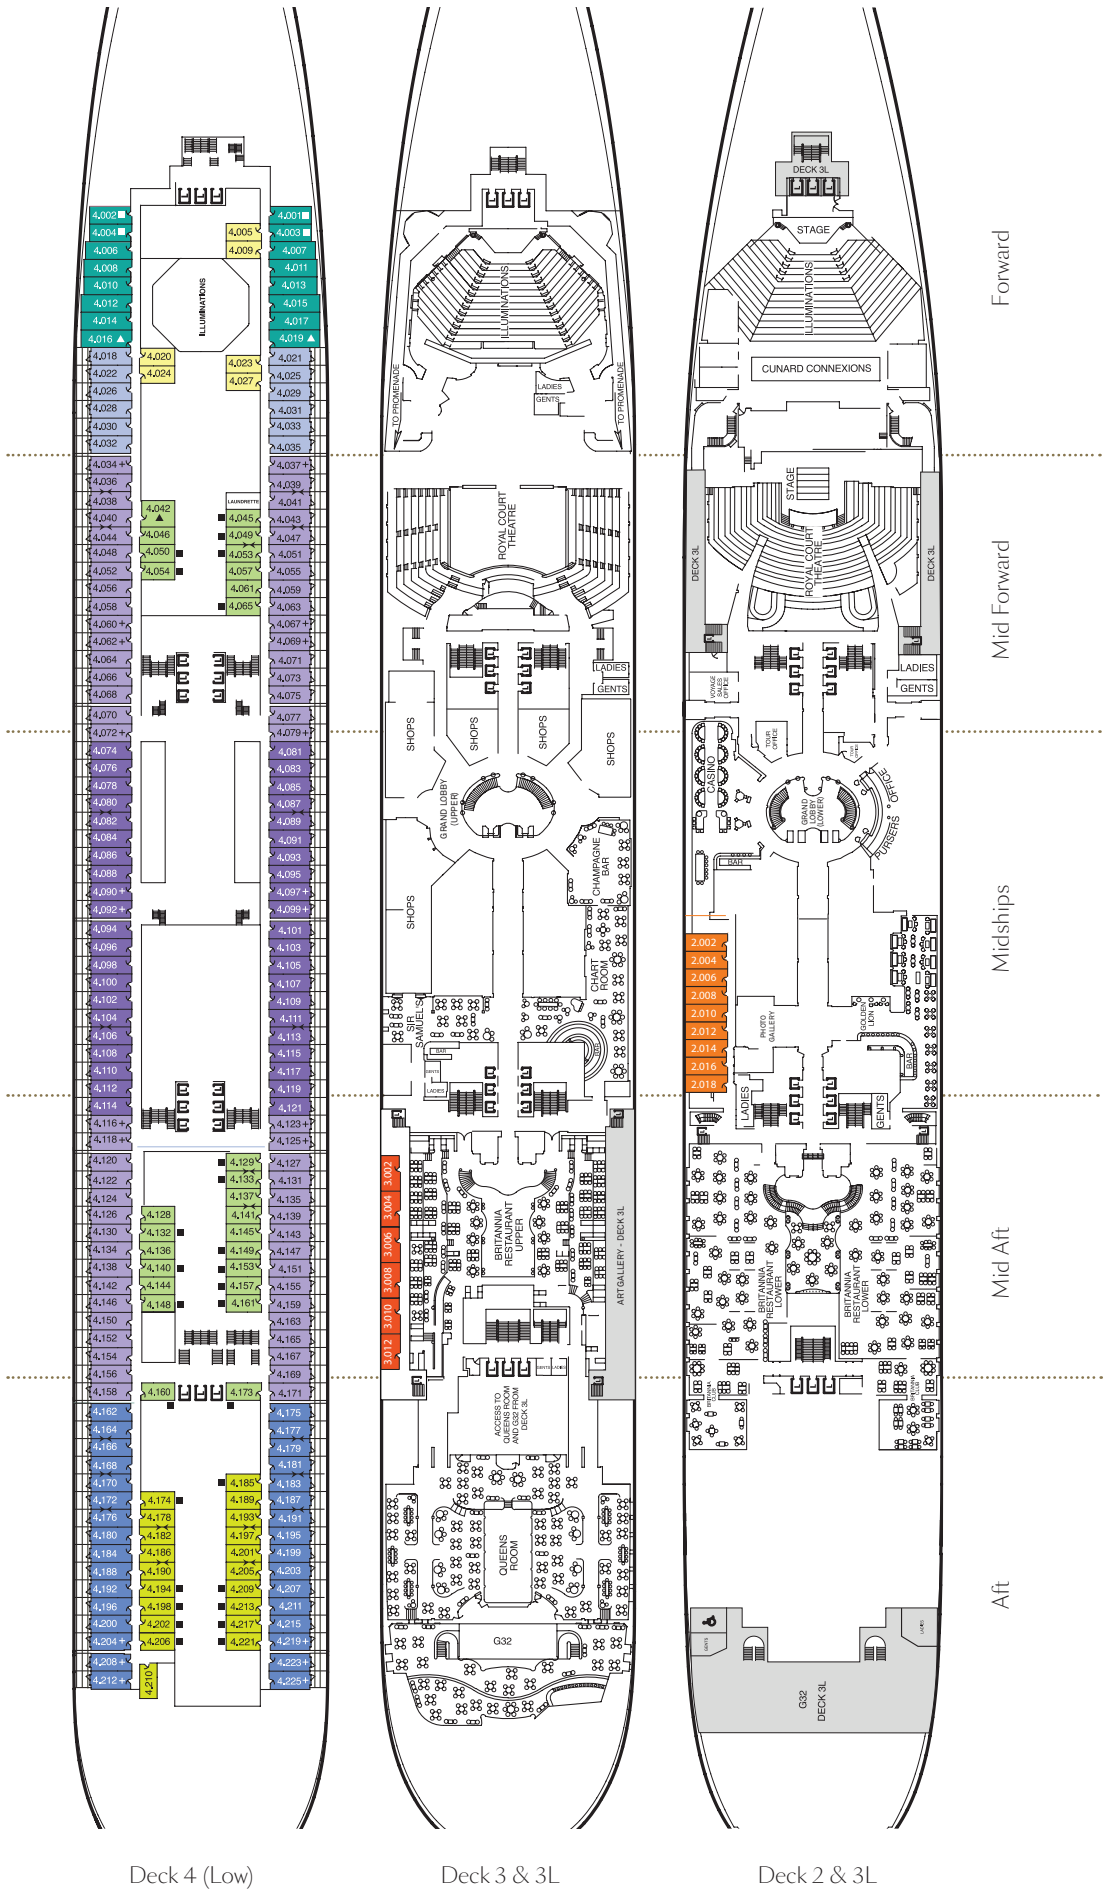 DECK 3L
4.002
4.001
4.004
4.005
4.003
4.006
4.009
4.007
4.008
4.011
4.010
4.013
4.012
4.015
4.014
4.017
4.016
4.019
ILLUMINATIONS
4.018
4.020
4.023
4.021
4.022
4.024
4.027
4.025
4.026
4.029
4.028
4.031
4.030
4.033
4.032
4.035
4.034+
4.037+
4.036
4.039
4.038
4.042
LAUNDRETTE
4.041
4.040
4.045
4.043
4.044
4.046
4.049
4.047
4.048
4.050
4.053
4.051
4.052
4.054
4.057
4.055
4.056
4.061
4.059
4.058
4.065
4.063
4.060+
4.067+
4.062+
4.069+
4.064
4.071
4.066
4.073
4.068
4.075
4.070
4.077
4.072+
4.079+
4.074
4.081
4.076
4.083
4.078
4.085
4.080
4.087
4.082
4.089
4.084
4.091
4.086
4.093
4.088
4.095
4.090+
4.097+
4.092+
4.099+
4.094
4.101
4.096
4.103
4.098
4.105
4.100
4.107
4.102
4.109
4.104
4.111
4.106
4.113
4.108
4.115
4.110
4.117
4.112
4.119
4.114
4.121
4.116+
4.123+
4.118+
4.125+
4.120
4.129
4.127
4.122
4.133
4.131
4.124
4.137
4.135
4.126
4.128
4.141
4.139
4.130
4.132
4.145
4.143
4.134
4.136
4.149
4.147
4.138
4.140
4.153
4.151
4.142
4.144
4.157
4.155
4.146
4.148
4.161
4.159
4.150
4.163
4.152
4.165
4.154
4.167
4.156
4.169
4.158
4.160
4.173
4.171
4.162
4.175
4.164
4.177
4.166
4.179
4.168
4.181
4.170
4.185
4.183
4.172
4.174
4.189
4.187
4.176
4.178
4.193
4.191
4.180
4.182
4.197
4.195
4.184
4.186
4.201
4.199
4.188
4.190
4.205
4.203
4.192
4.194
4.209
4.207
4.196
4.198
4.213
4.211
4.200
4.202
4.217
4.215
4.204+
4.206
4.221
4.219+
4.208+
4.210
4.223+
4.212+
4.225+
Deck 4 (Low)
ILLUMINATIONS
LADIES
GENTS
TO PROMENADE
TO PROMENADE
ROYAL COURT
THEATRE
LADIES
GENTS
SHOPS
SHOPS
SHOPS
SHOPS
GRAND LOBBY
(UPPER)
CHAMPAGNE
BAR
SHOPS
CHART
ROOM
SIR
SAMUEL'S
BAR
BAR
GENTS
LADIES
3.002
3.004
3.006
3.008
3.010
3.012
BRITANNIA
RESTAURANT
UPPER
ART GALLERY - DECK 3L
GENTS
LADIES
ACCESS TO
QUEENS ROOM
AND G32 FROM
DECK 3L
QUEENS
ROOM
G32
Deck 3 & 3L
STAGE
ILLUMINATIONS
CUNARD CONNEXIONS
STAGE
ROYAL COURT
THEATRE
DECK 3L
DECK 3L
VOYAGE
SALES
OFFICE
LADIES
GENTS
TOUR
OFFICE
TOUR
OFFICE
CASINO
GRAND
LOBBY
(LOWER)
PURSERS OFFICE
BAR
2.002
2.004
2.006
2.008
2.010
2.012
2.014
2.016
2.018
PHOTO
GALLERY
GOLDEN
LION
BAR
LADIES
GENTS
BRITANNIA
RESTAURANT
LOWER
BRITANNIA
RESTAURANT
LOWER
BRITANNIA
CLUB
BRITANNIA
CLUB
GENTS
LADIES
G32
DECK 3L
Deck 2 & 3L
Forward
Mid Forward
Midships
Mid Aft
Aft